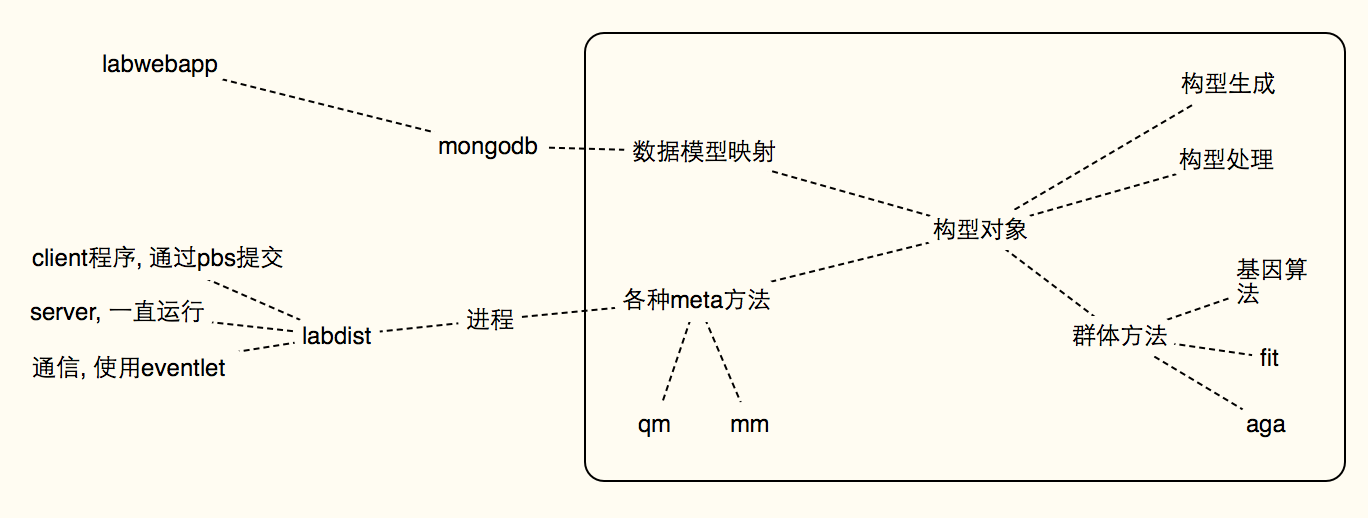 labwebapp
构型生成
mongodb
数据模型映射
构型处理
构型对象
client程序, 通过pbs提交
基因算
法
server, 一直运行
各种meta方法
进程
labdist
群体方法
通信, 使用eventlet
fit
qm
mm
aga